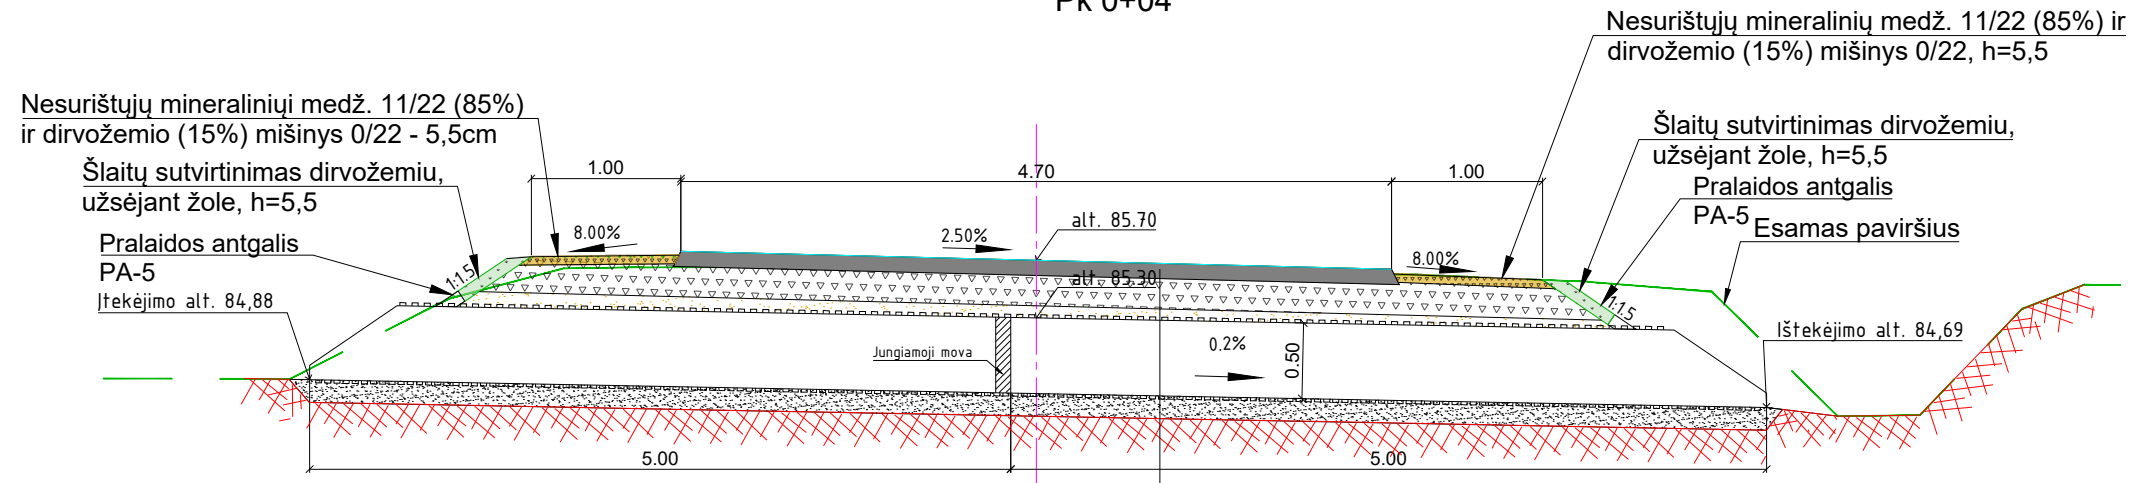 Pk 0+04
Nesurištųjų mineralinių medž. 11/22 (85%) ir
dirvožemio (15%) mišinys 0/22, h=5,5
Nesurištųjų mineraliniųi medž. 11/22 (85%)
ir dirvožemio (15%) mišinys 0/22 - 5,5cm
Šlaitų sutvirtinimas dirvožemiu,
užsėjant žole, h=5,5
Šlaitų sutvirtinimas dirvožemiu,
užsėjant žole, h=5,5
1.00
4.70
1.00
Pralaidos antgalis
PA-5
Esamas paviršius
alt. 85.70
8.00%
2.50%
Pralaidos antgalis
PA-5
8.00%
1:1.5
alt. 85.30
Įtekėjimo alt. 84,88
1:1.5
Ištekėjimo alt. 84,69
Jungiamoji mova
0.2%
0.50
5.00
5.00